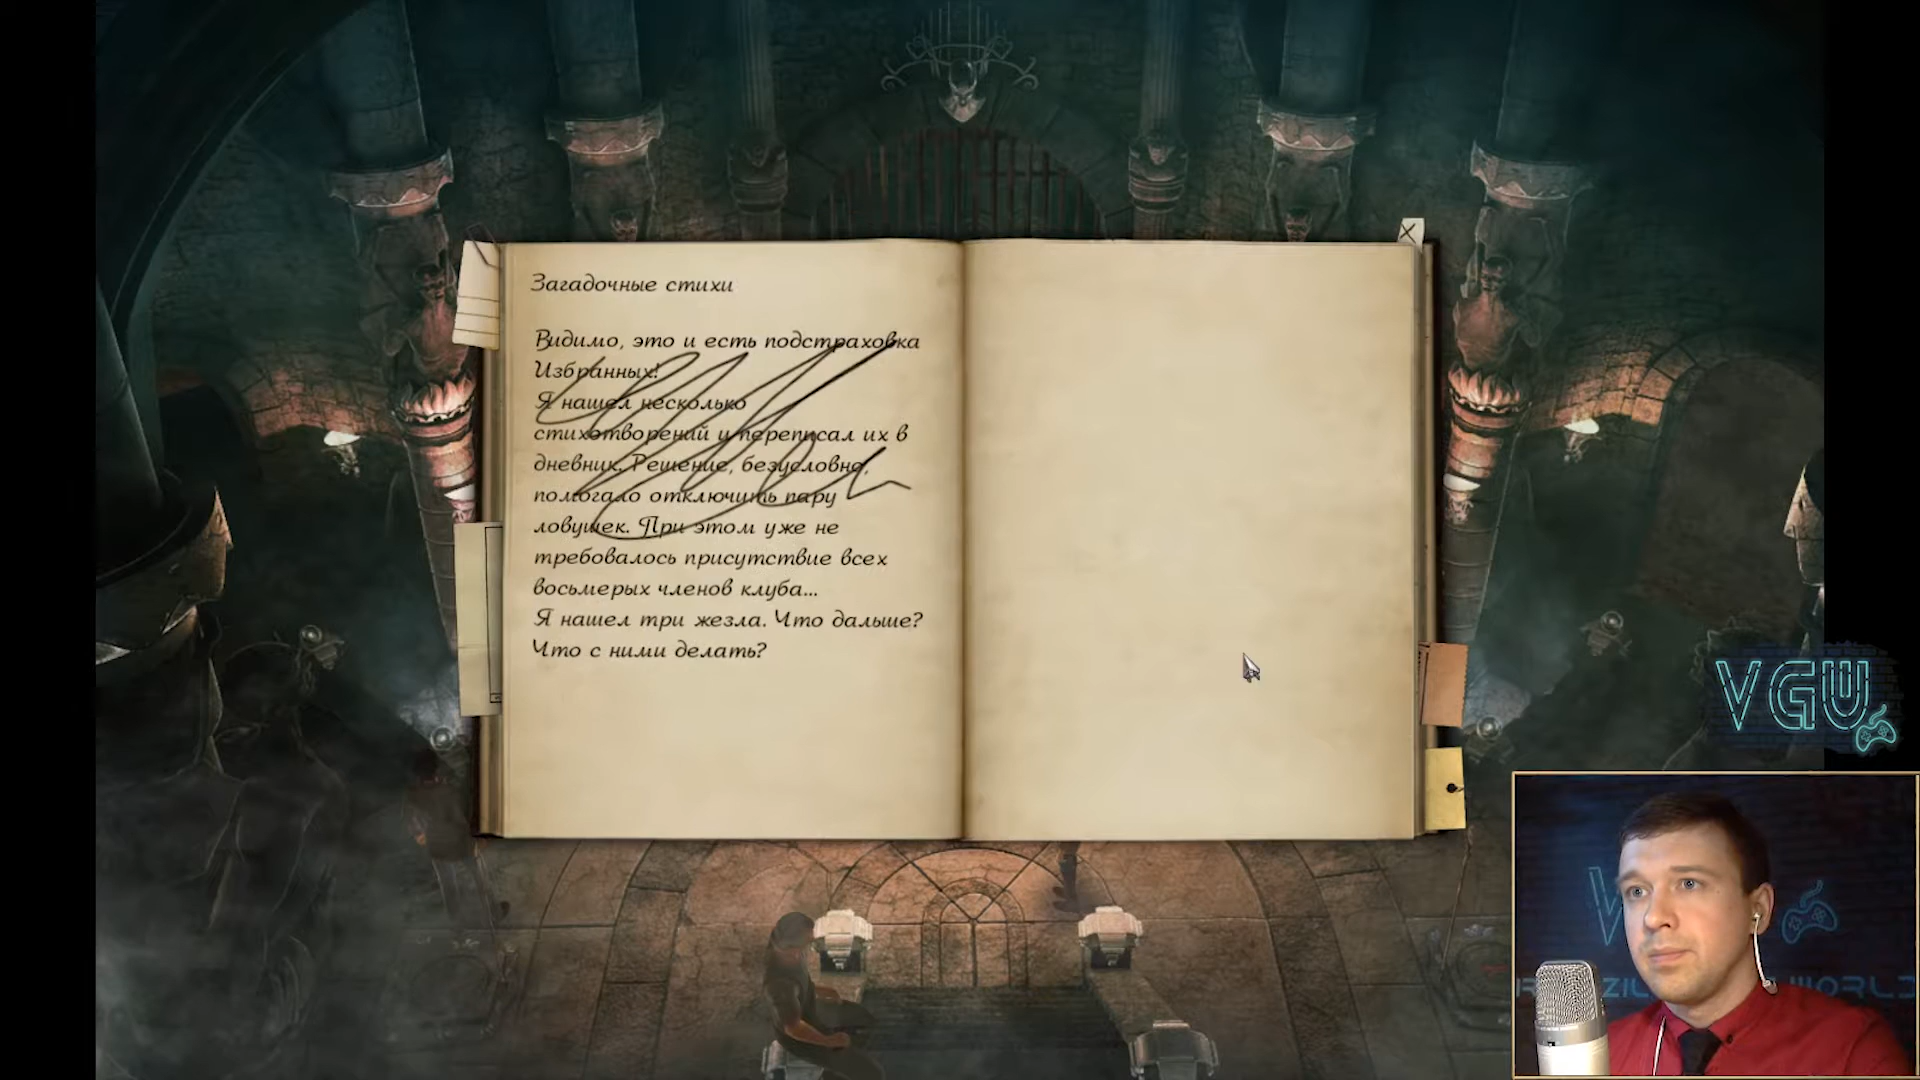 Загадочные стихи
Видимо, это и есть подстраховка
Избранных!
Я нашел несколько
стихотворений и переписал их в
дневник. Решение, безусловно,
помогало отключить пару
ловушек. При этом уже не
требовалось присутствие всех
восьмерых членов клуба...
Я нашел три жезла. Что дальше?
Что с ними делать?
VGU